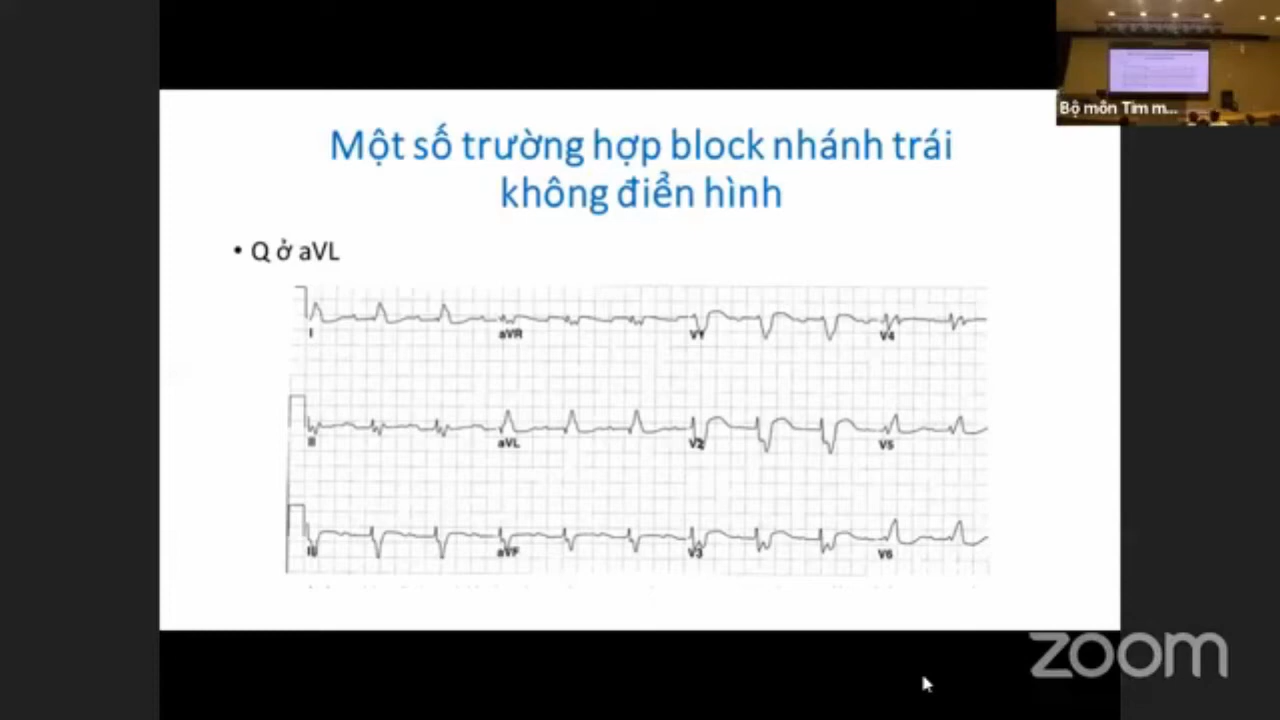 Bộ môn Tim m...
Một số trường hợp block nhánh trái
không điển hình
• Q ở aVL
I aVR V1 V4
II aVL V2 V5
III aVF V3 V6
zoom